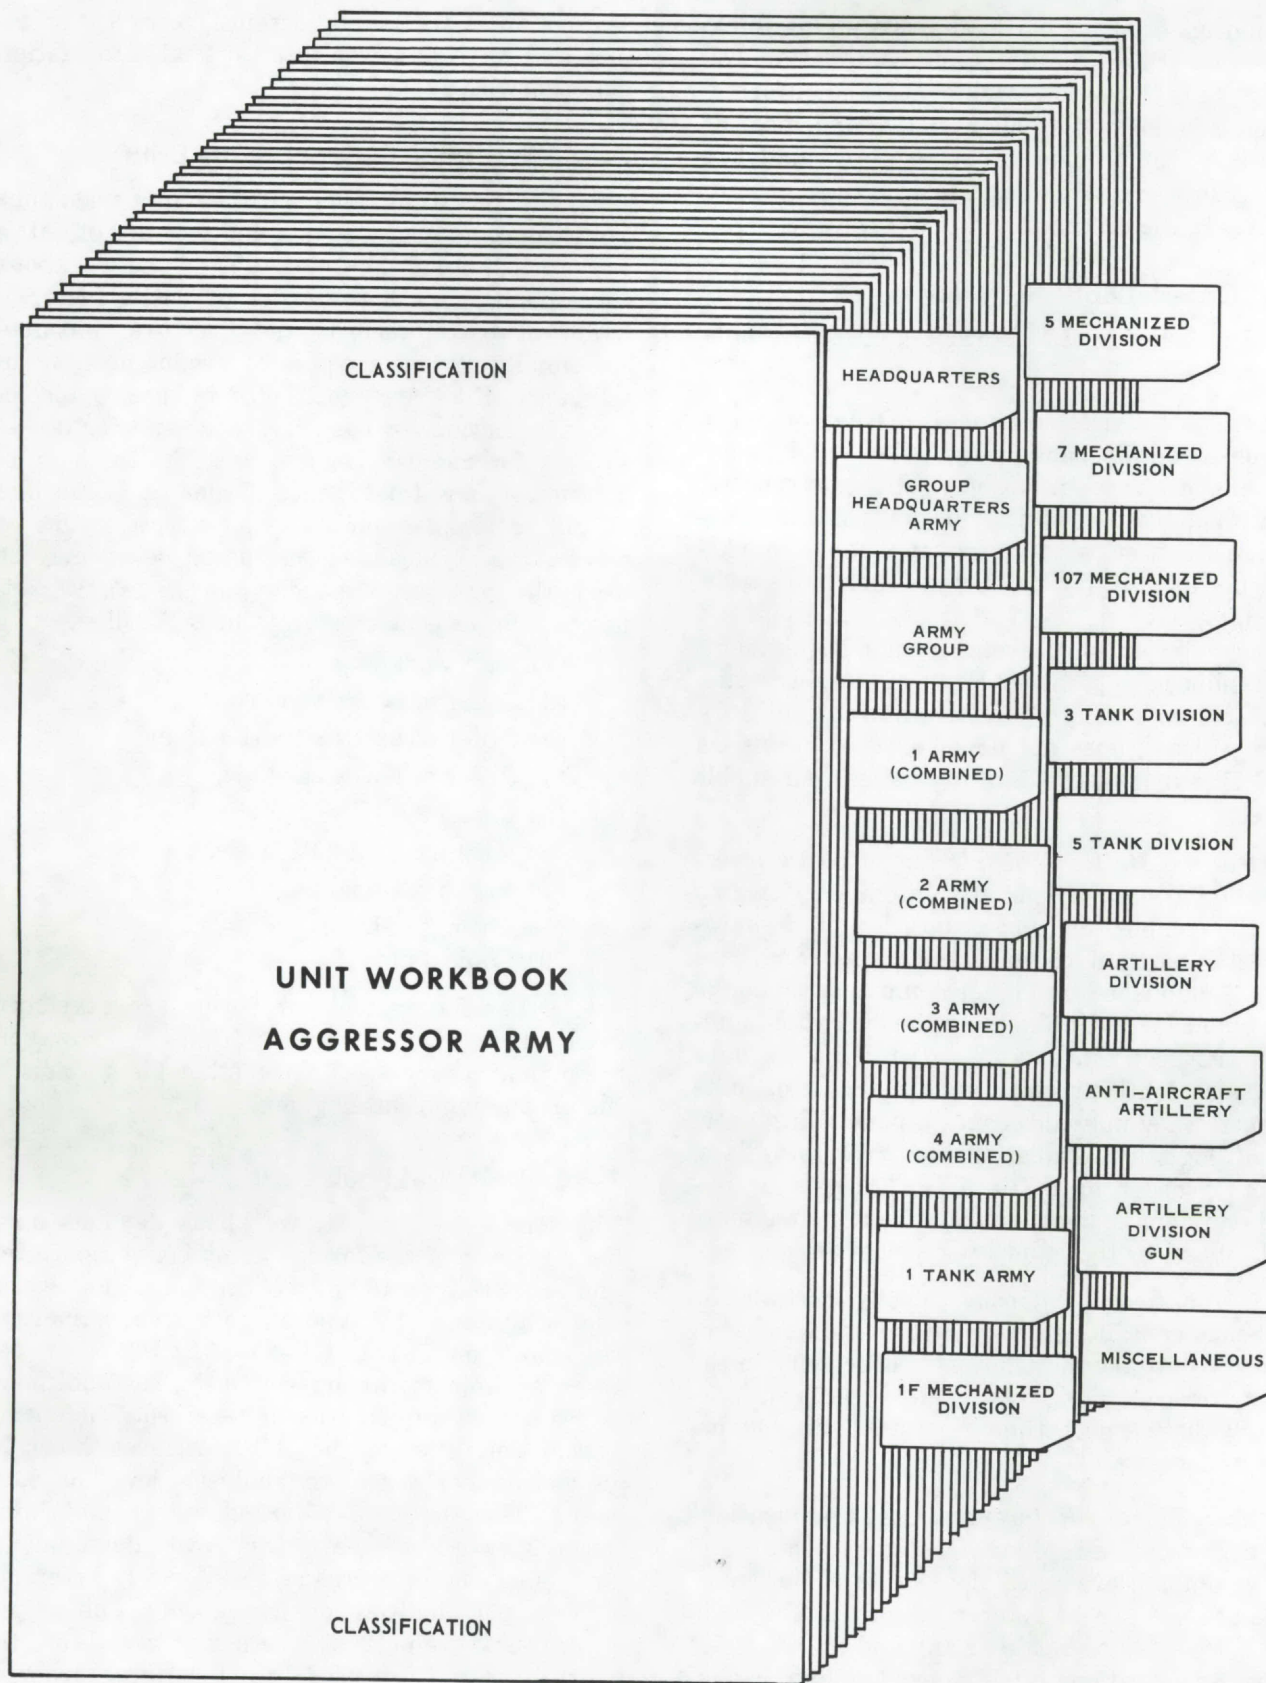 CLASSIFICATION
UNIT WORKBOOK
AGGRESSOR ARMY
CLASSIFICATION
HEADQUARTERS
GROUP
HEADQUARTERS
ARMY
ARMY
GROUP
1 ARMY
(COMBINED)
2 ARMY
(COMBINED)
3 ARMY
(COMBINED)
4 ARMY
(COMBINED)
1 TANK ARMY
1F MECHANIZED
DIVISION
5 MECHANIZED
DIVISION
7 MECHANIZED
DIVISION
107 MECHANIZED
DIVISION
3 TANK DIVISION
5 TANK DIVISION
ARTILLERY
DIVISION
ANTI-AIRCRAFT
ARTILLERY
ARTILLERY
DIVISION
GUN
MISCELLANEOUS